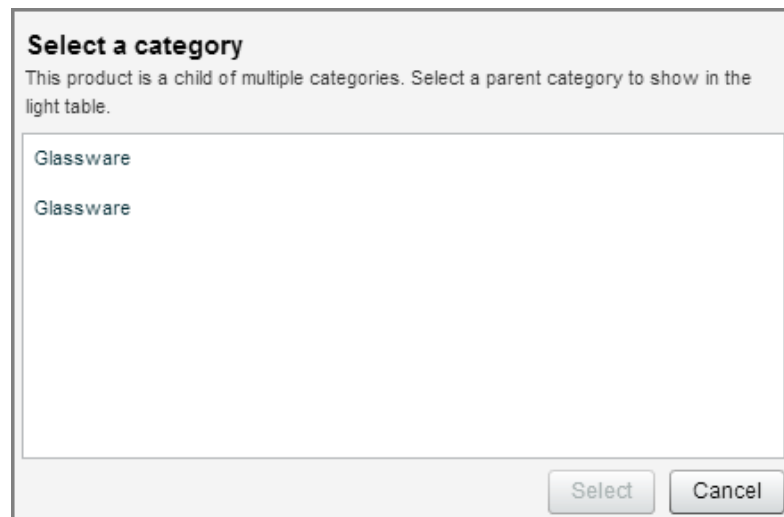 Select a category
This product is a child of multiple categories. Select a parent category to show in the
light table.
Glassware
Glassware
Select
Cancel